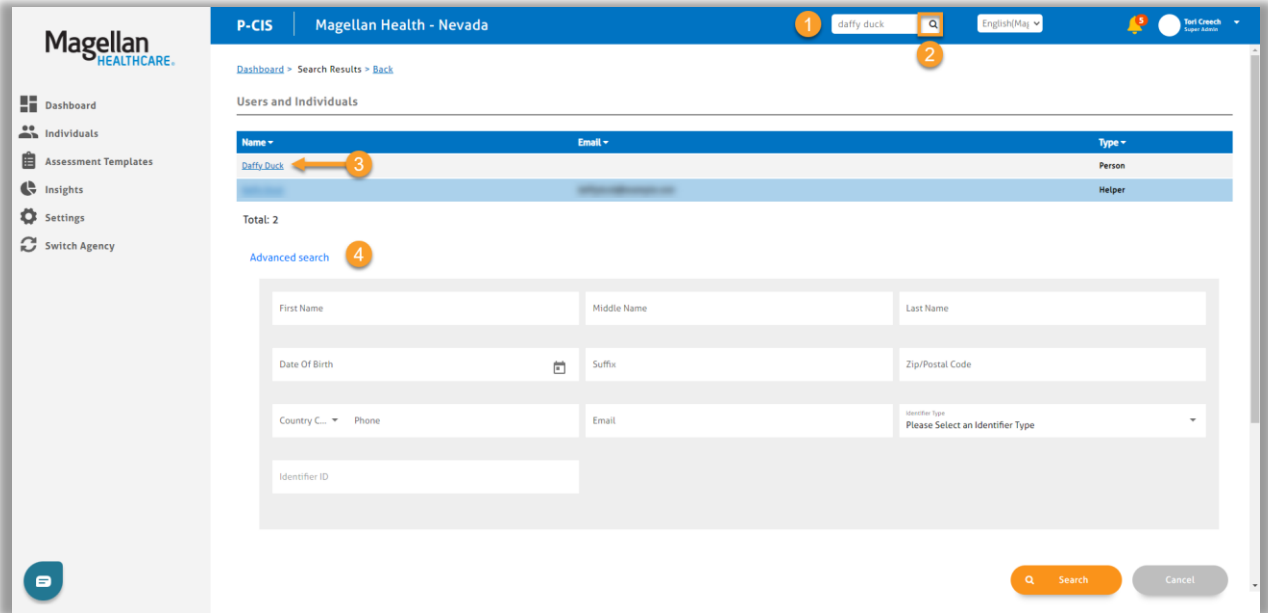 Magellan
HEALTHCARE®
P-CIS Magellan Health - Nevada
1
daffy duck
2
English(Maj
5
Tori Creech
Super Admin
Dashboard
Individuals
Assessment Templates
Insights
Settings
Switch Agency
Dashboard > Search Results > Back
Users and Individuals
Name Email Type
Daffy Duck 3 Person
Helper
Total: 2
Advanced search 4
First Name Middle Name Last Name
Date Of Birth Suffix Zip/Postal Code
Identifier Type
Country C... Phone Email Please Select an Identifier Type
Identifier ID
Search Cancel